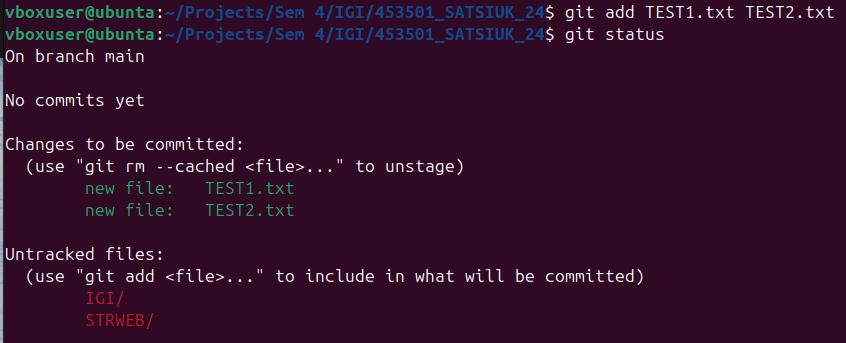 vboxuser@ubunta:~/Projects/Sem 4/IGI/453501_SATSIUK_24$ git add TEST1.txt TEST2.txt
vboxuser@ubunta:~/Projects/Sem 4/IGI/453501_SATSIUK_24$ git status
On branch main

No commits yet

Changes to be committed:
  (use "git rm --cached <file>..." to unstage)
        new file:   TEST1.txt
        new file:   TEST2.txt

Untracked files:
  (use "git add <file>..." to include in what will be committed)
        IGI/
        STRWEB/